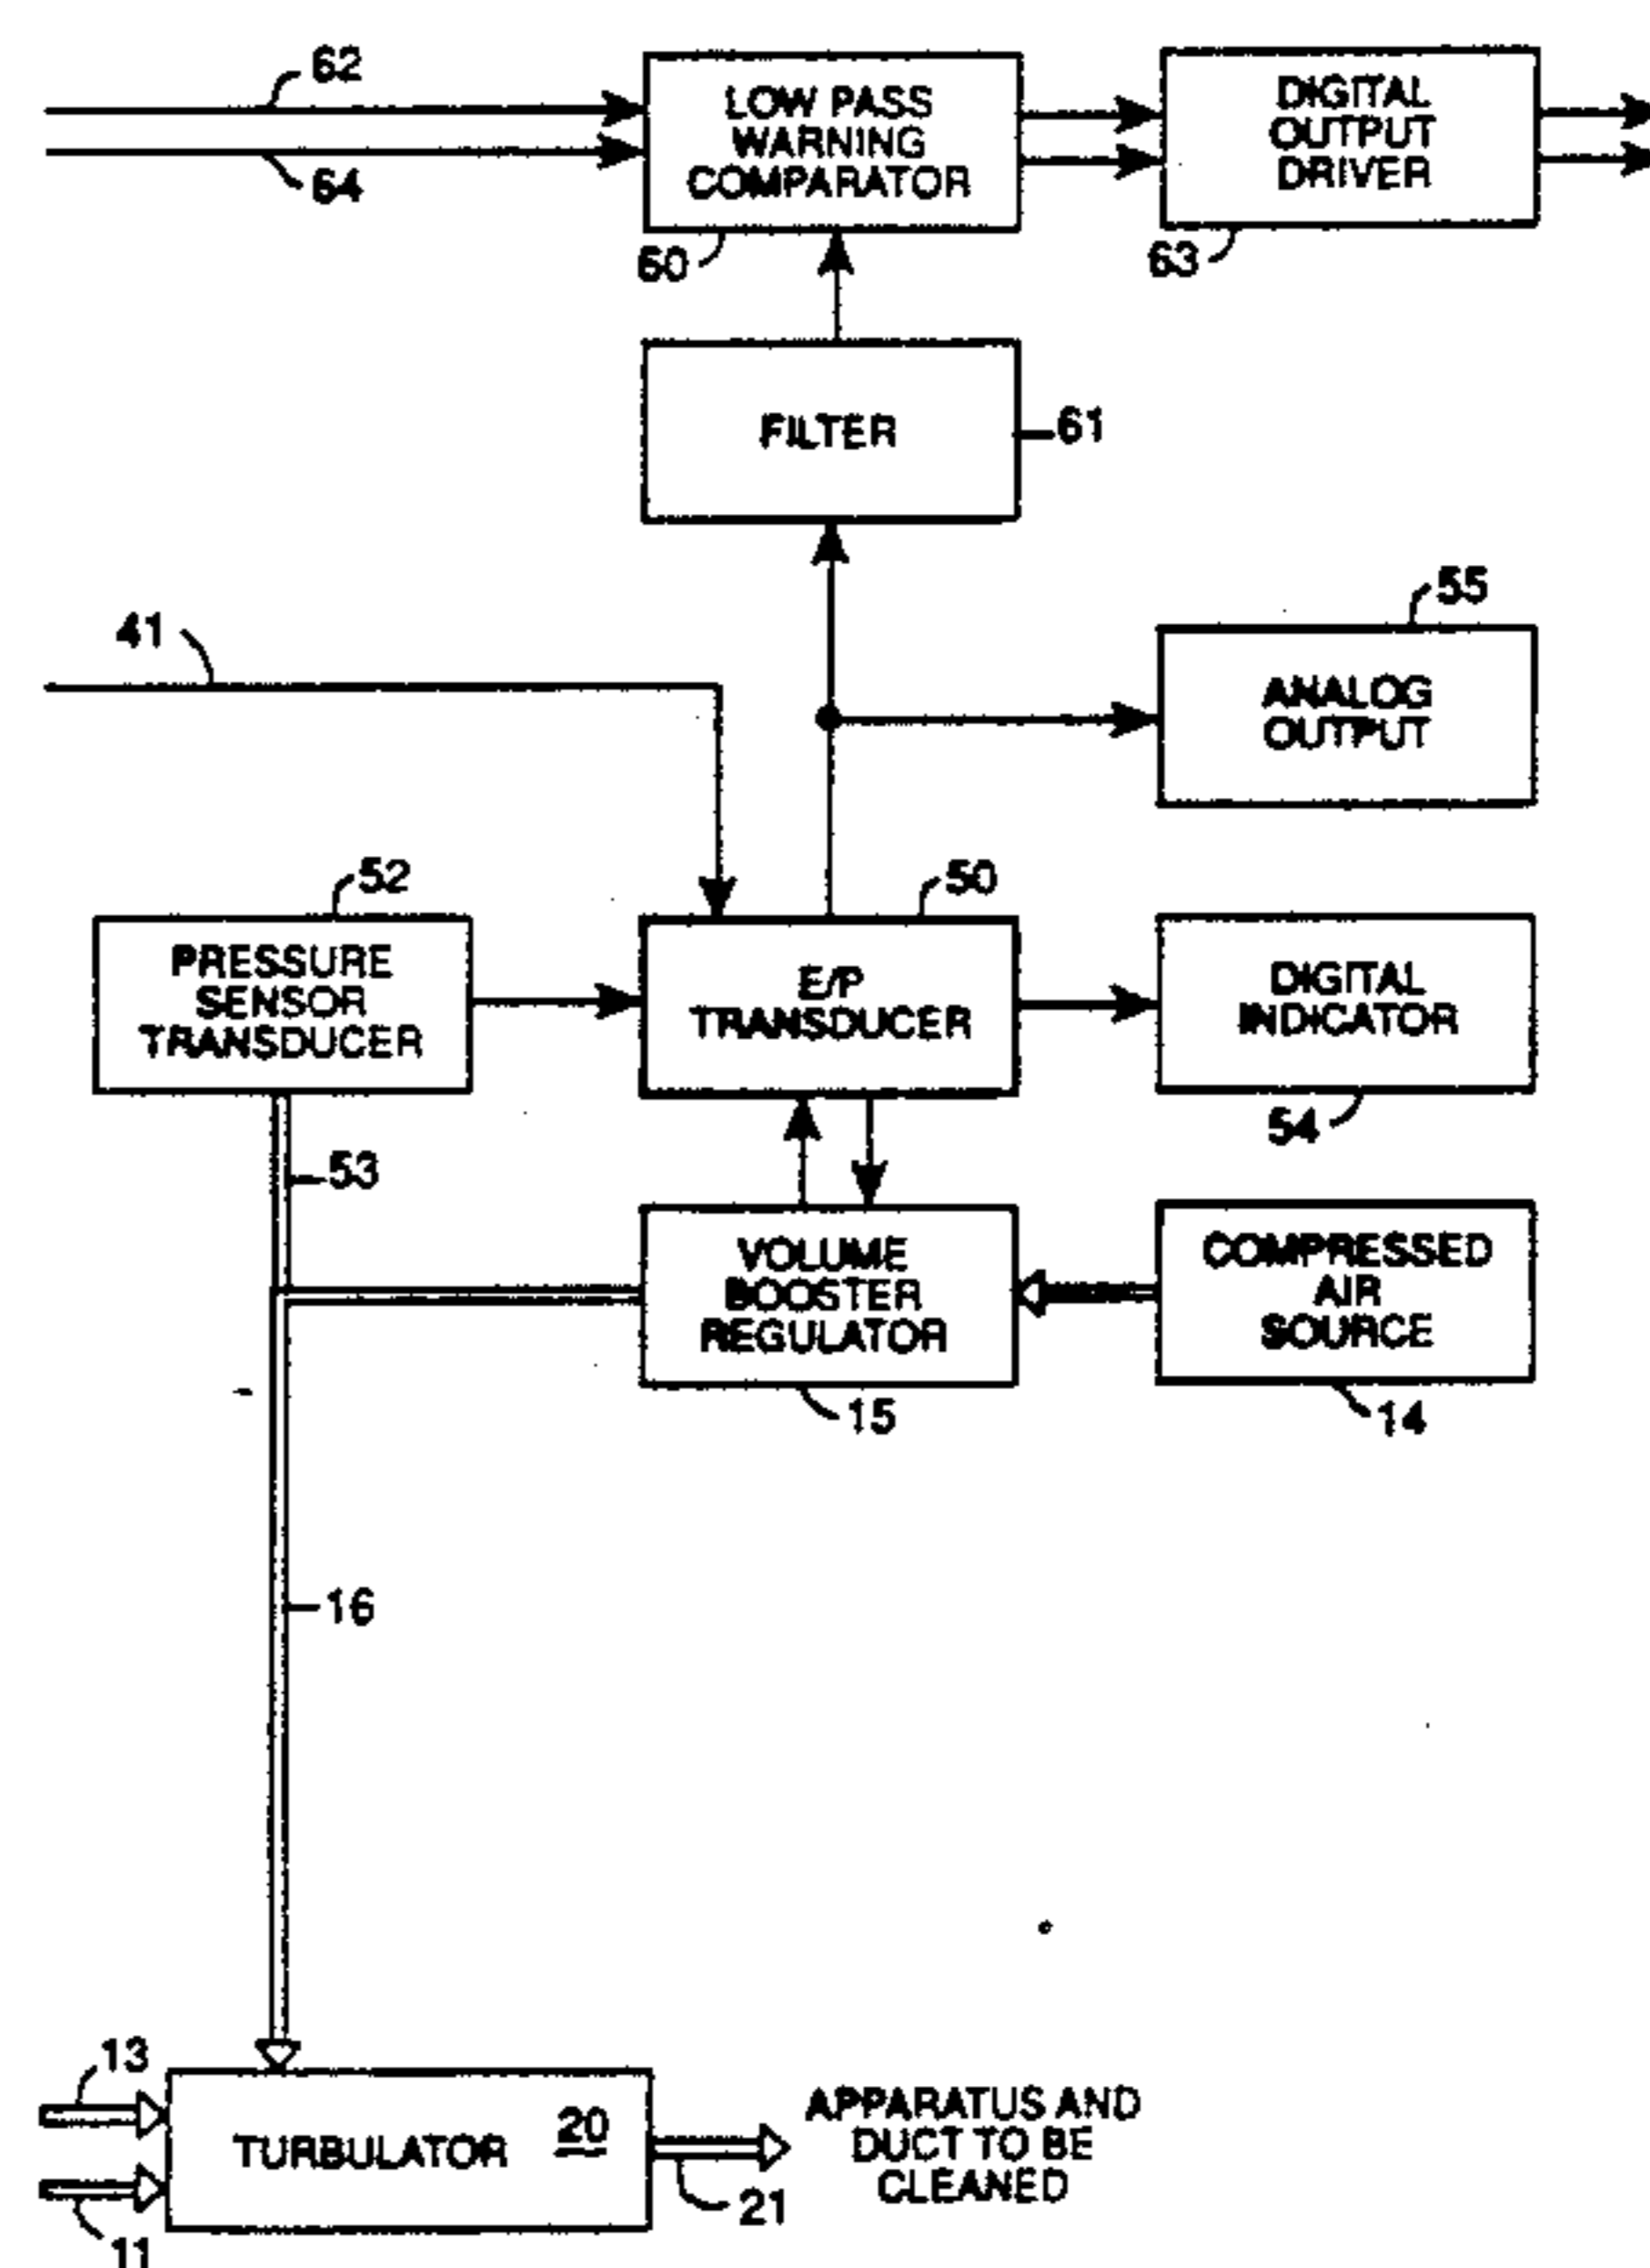 62
LOW PASS
WARNING
COMPARATOR
DIGITAL
OUTPUT
DRIVER
64
60
63
FILTER
61
41
55
ANALOG
OUTPUT
52
50
PRESSURE
SENSOR
TRANSDUCER
E/P
TRANSDUCER
DIGITAL
INDICATOR
54
53
VOLUME
BOOSTER
REGULATOR
COMPRESSED
AIR
SOURCE
15
14
16
13
TURBULATOR 20
APPARATUS AND
DUCT TO BE
CLEANED
21
11